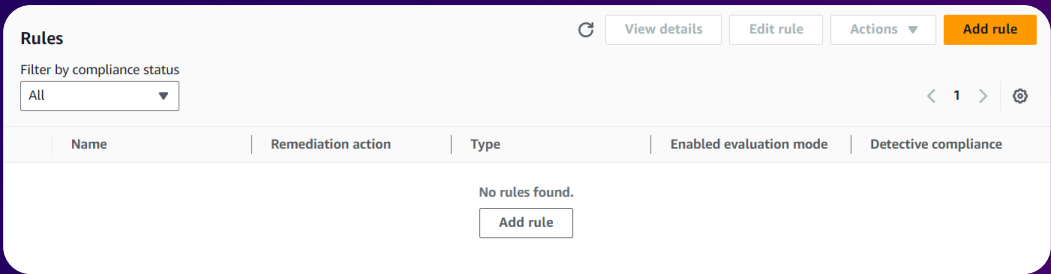 Rules
View details
Edit rule
Actions
Add rule
Filter by compliance status
All
1
Name
Remediation action
Type
Enabled evaluation mode
Detective compliance
No rules found.
Add rule